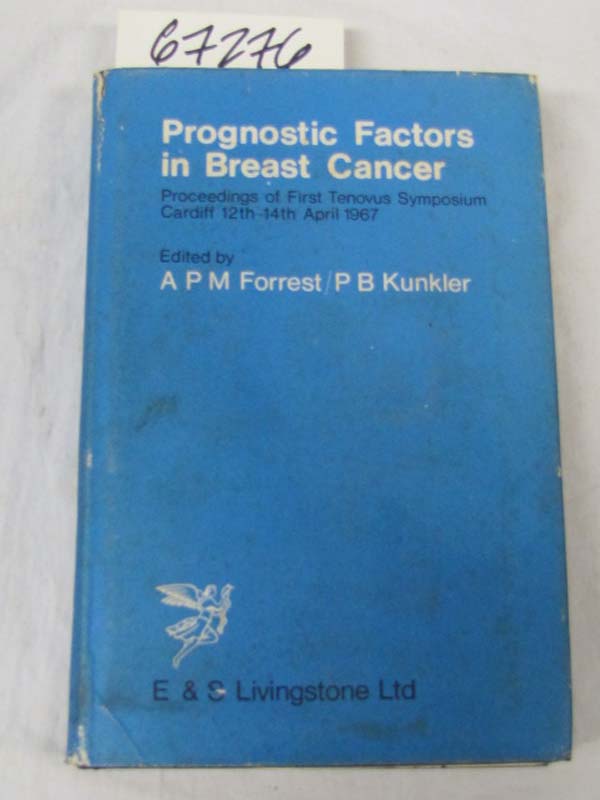 67276
Prognostic Factors
in Breast Cancer
Proceedings of First Tenovus Symposium
Cardiff 12th-14th April 1967
Edited by
A P M Forrest/P B Kunkler
E & S Livingstone Ltd